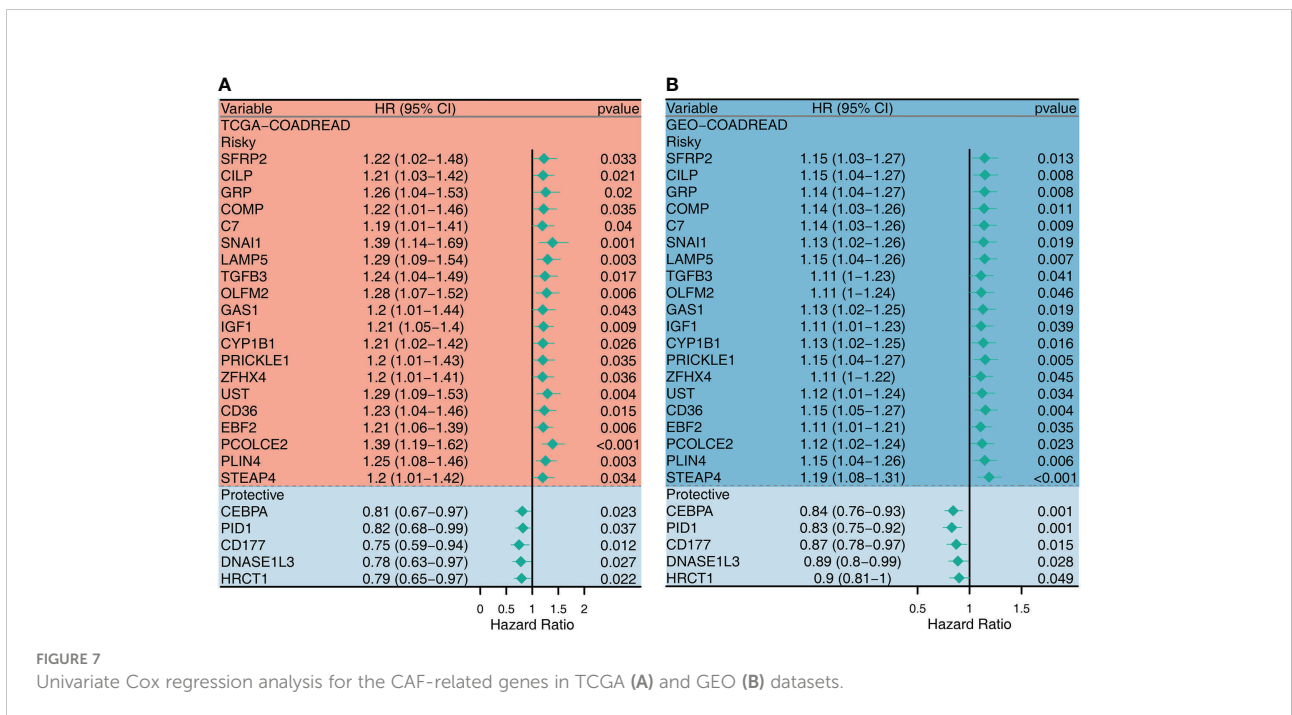 A
Variable HR (95% CI) pvalue
TCGA−COADREAD
Risky
SFRP2 1.22 (1.02−1.48) 0.033
CILP 1.21 (1.03−1.42) 0.021
GRP 1.26 (1.04−1.53) 0.02
COMP 1.22 (1.01−1.46) 0.035
C7 1.19 (1.01−1.41) 0.04
SNAI1 1.39 (1.14−1.69) 0.001
LAMP5 1.29 (1.09−1.54) 0.003
TGFB3 1.24 (1.04−1.49) 0.017
OLFM2 1.28 (1.07−1.52) 0.006
GAS1 1.2 (1.01−1.44) 0.043
IGF1 1.21 (1.05−1.4) 0.009
CYP1B1 1.21 (1.02−1.42) 0.026
PRICKLE1 1.2 (1.01−1.43) 0.035
ZFHX4 1.2 (1.01−1.41) 0.036
UST 1.29 (1.09−1.53) 0.004
CD36 1.23 (1.04−1.46) 0.015
EBF2 1.21 (1.06−1.39) 0.006
PCOLCE2 1.39 (1.19−1.62) <0.001
PLIN4 1.25 (1.08−1.46) 0.003
STEAP4 1.2 (1.01−1.42) 0.034
Protective
CEBPA 0.81 (0.67−0.97) 0.023
PID1 0.82 (0.68−0.99) 0.037
CD177 0.75 (0.59−0.94) 0.012
DNASE1L3 0.78 (0.63−0.97) 0.027
HRCT1 0.79 (0.65−0.97) 0.022
0 0.5 1 1.5 2
Hazard Ratio
B
Variable HR (95% CI) pvalue
GEO−COADREAD
Risky
SFRP2 1.15 (1.03−1.27) 0.013
CILP 1.15 (1.04−1.27) 0.008
GRP 1.14 (1.04−1.27) 0.008
COMP 1.14 (1.03−1.26) 0.011
C7 1.14 (1.03−1.26) 0.009
SNAI1 1.13 (1.02−1.26) 0.019
LAMP5 1.15 (1.04−1.26) 0.007
TGFB3 1.11 (1−1.23) 0.041
OLFM2 1.11 (1−1.24) 0.046
GAS1 1.13 (1.02−1.25) 0.019
IGF1 1.11 (1.01−1.23) 0.039
CYP1B1 1.13 (1.02−1.25) 0.016
PRICKLE1 1.15 (1.04−1.27) 0.005
ZFHX4 1.11 (1−1.22) 0.045
UST 1.12 (1.01−1.24) 0.034
CD36 1.15 (1.05−1.27) 0.004
EBF2 1.11 (1.01−1.21) 0.035
PCOLCE2 1.12 (1.02−1.24) 0.023
PLIN4 1.15 (1.04−1.26) 0.006
STEAP4 1.19 (1.08−1.31) <0.001
Protective
CEBPA 0.84 (0.76−0.93) 0.001
PID1 0.83 (0.75−0.92) 0.001
CD177 0.87 (0.78−0.97) 0.015
DNASE1L3 0.89 (0.8−0.99) 0.028
HRCT1 0.9 (0.81−1) 0.049
0.5 1 1.5
Hazard Ratio
FIGURE 7
Univariate Cox regression analysis for the CAF-related genes in TCGA (A) and GEO (B) datasets.